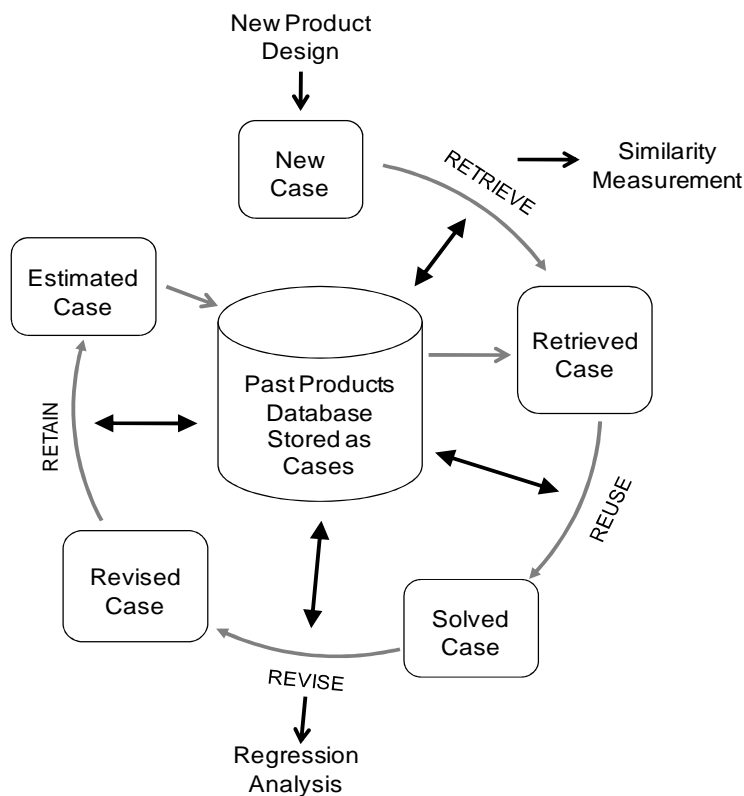 New Product
Design
New
Case
RETRIEVE
Similarity
Measurement
Estimated
Case
Retrieved
Case
Past Products
Database
Stored as
Cases
RETAIN
REUSE
Revised
Case
Solved
Case
REVISE
Regression
Analysis